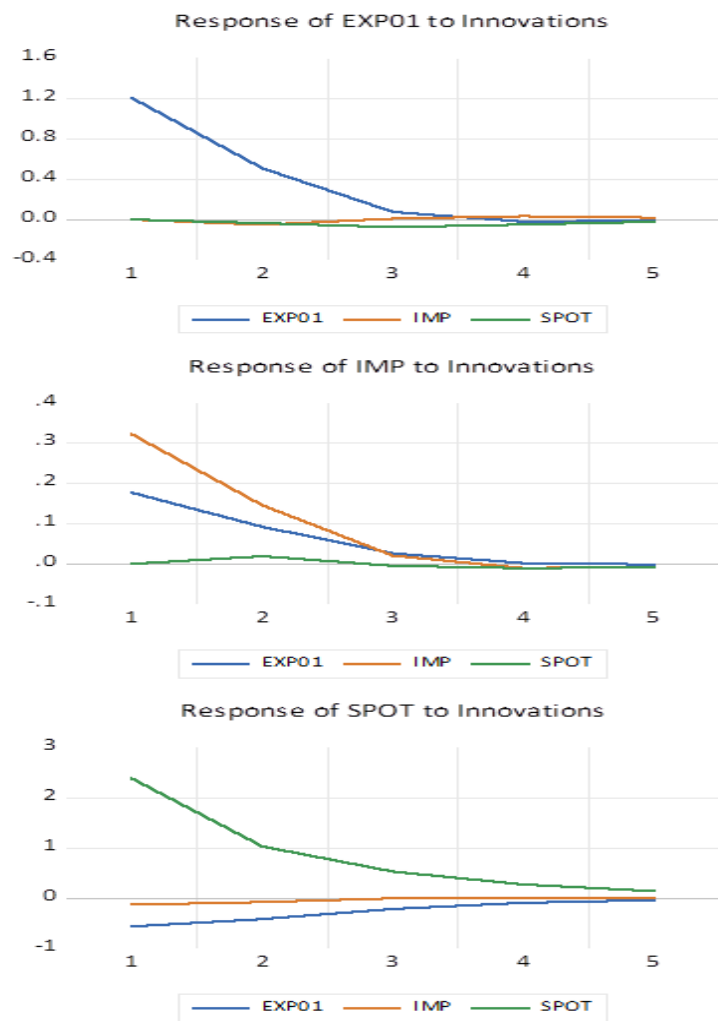 Response of EXP01 to Innovations
1.6
1.2
0.8
0.4
0.0
-0.4
1 2 3 4 5
EXP01 IMP SPOT
Response of IMP to Innovations
.4
.3
.2
.1
.0
-.1
1 2 3 4 5
EXP01 IMP SPOT
Response of SPOT to Innovations
3
2
1
0
-1
1 2 3 4 5
EXP01 IMP SPOT